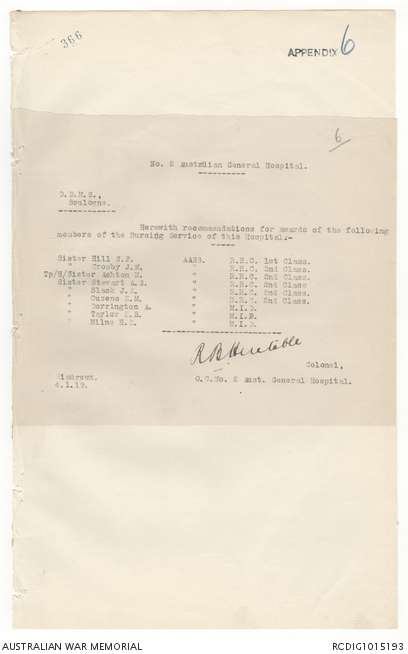 366
APPENDIX 6
6
No. 2 Australian General Hospital.
D.D.M.S.,
Boulogne.
Herewith recommendations for awards of the following
members of the Nursing Service of this Hospital:-
Sister Hill AANS. R.R.C. 1st Class.
" Crosby J.M. " R.R.C. 2nd Class.
Tp/H/Sister Ashton " R.R.C. 2nd Class.
Sister Stewart " R.R.C. 2nd Class
" Slack " R.R.C. 2nd Class.
" Cuzens E.M. " R.R.C. 2nd Class.
" Dorrington A. " M.I.D.
" Taylor " M.I.D.
" Milne " M.I.D.
R B Huxtable
Colonel,
Wimereux. O.C.No. 2 Aust. General Hospital.
4.1.19.
AUSTRALIAN WAR MEMORIAL RCDIG1015193